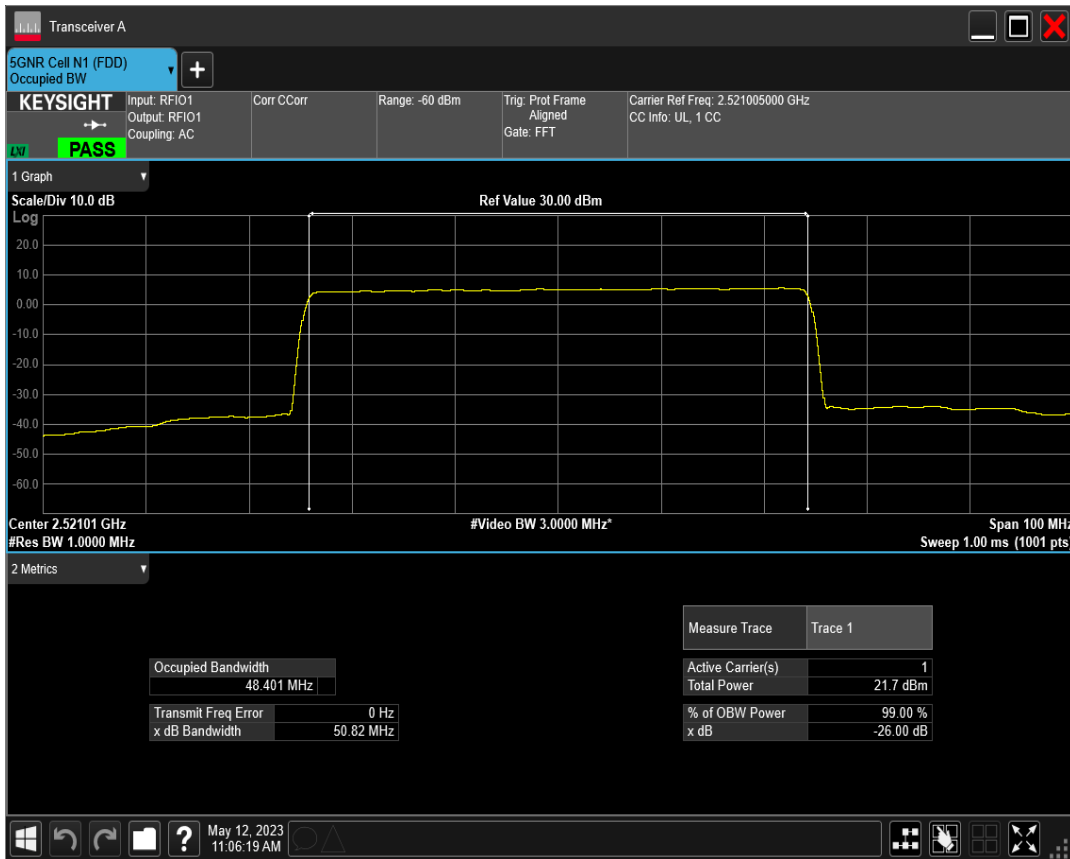 Transceiver A
5GNR Cell N1 (FDD)
Occupied BW
+
KEYSIGHT
LXI
PASS
Input: RFIO1
Output: RFIO1
Coupling: AC
Corr CCorr
Range: -60 dBm
Trig: Prot Frame
Aligned
Gate: FFT
Carrier Ref Freq: 2.521005000 GHz
CC Info: UL, 1 CC
1 Graph
Scale/Div 10.0 dB
Ref Value 30.00 dBm
Log
20.0
10.0
0.00
-10.0
-20.0
-30.0
-40.0
-50.0
-60.0
Center 2.52101 GHz
#Video BW 3.0000 MHz*
Span 100 MHz
#Res BW 1.0000 MHz
Sweep 1.00 ms (1001 pts)
2 Metrics
Measure Trace Trace 1
Occupied Bandwidth
48.401 MHz
Active Carrier(s) 1
Total Power 21.7 dBm
Transmit Freq Error 0 Hz
x dB Bandwidth 50.82 MHz
% of OBW Power 99.00 %
x dB -26.00 dB
?
May 12, 2023
11:06:19 AM